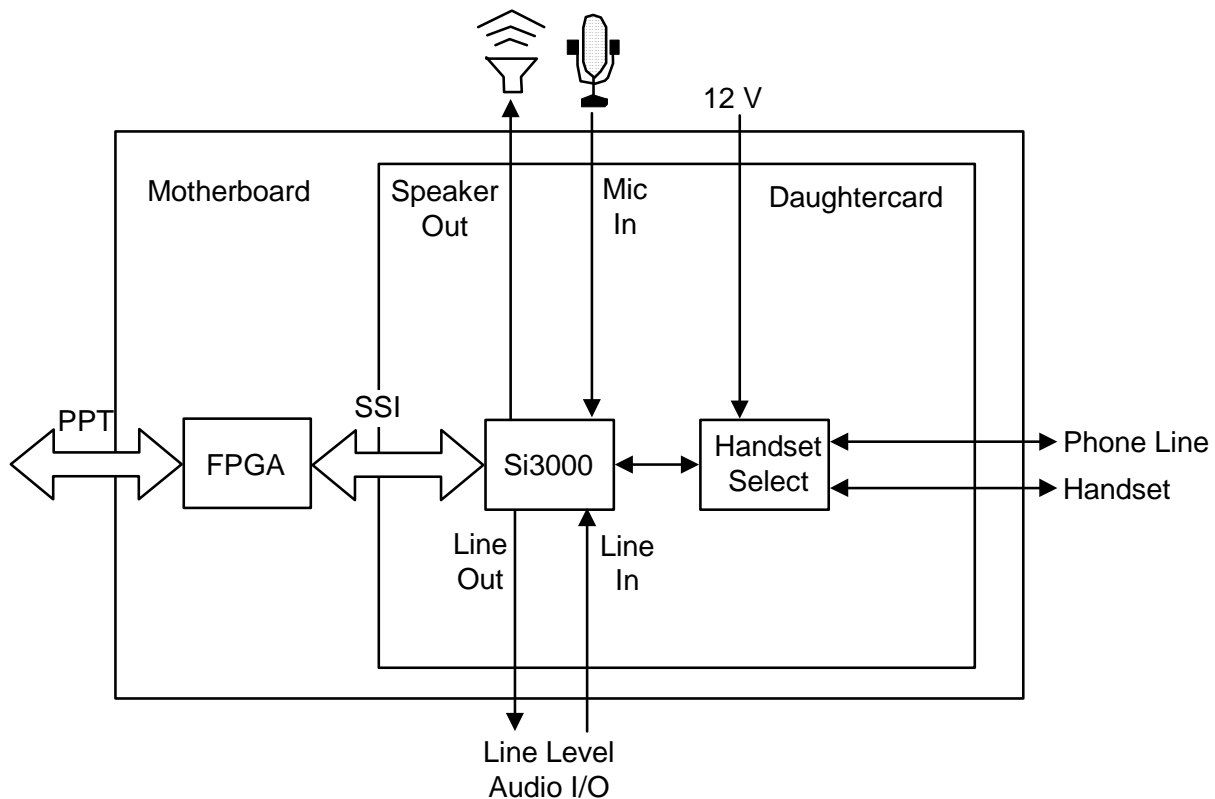 12 V
Motherboard
Speaker
Out
Mic
In
Daughtercard
PPT
SSI
FPGA
Si3000
Handset
Select
Phone Line
Handset
Line
Out
Line
In
Line Level
Audio I/O